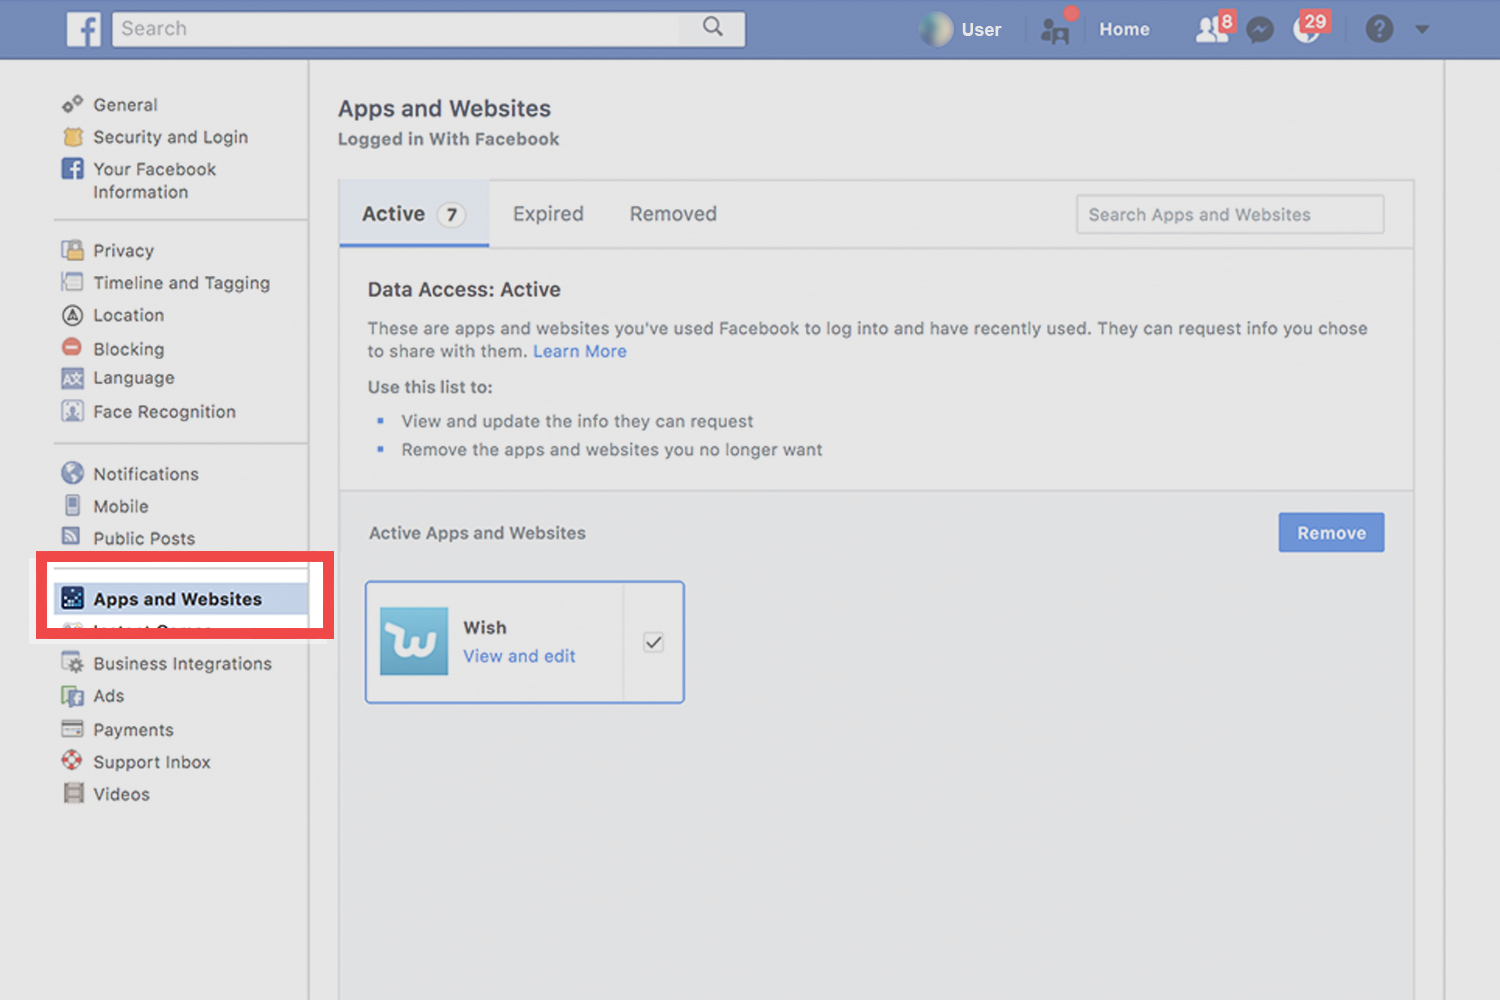 f
Search
User
Home
8
29
?
General
Security and Login
Your Facebook
Information
Privacy
Timeline and Tagging
Location
Blocking
Language
Face Recognition
Notifications
Mobile
Public Posts
Apps and Websites
Business Integrations
Ads
Payments
Support Inbox
Videos
Apps and Websites
Logged in With Facebook
Active 7
Expired
Removed
Search Apps and Websites
Data Access: Active
These are apps and websites you've used Facebook to log into and have recently used. They can request info you chose
to share with them. Learn More
Use this list to:
View and update the info they can request
Remove the apps and websites you no longer want
Active Apps and Websites
Remove
w
Wish
View and edit